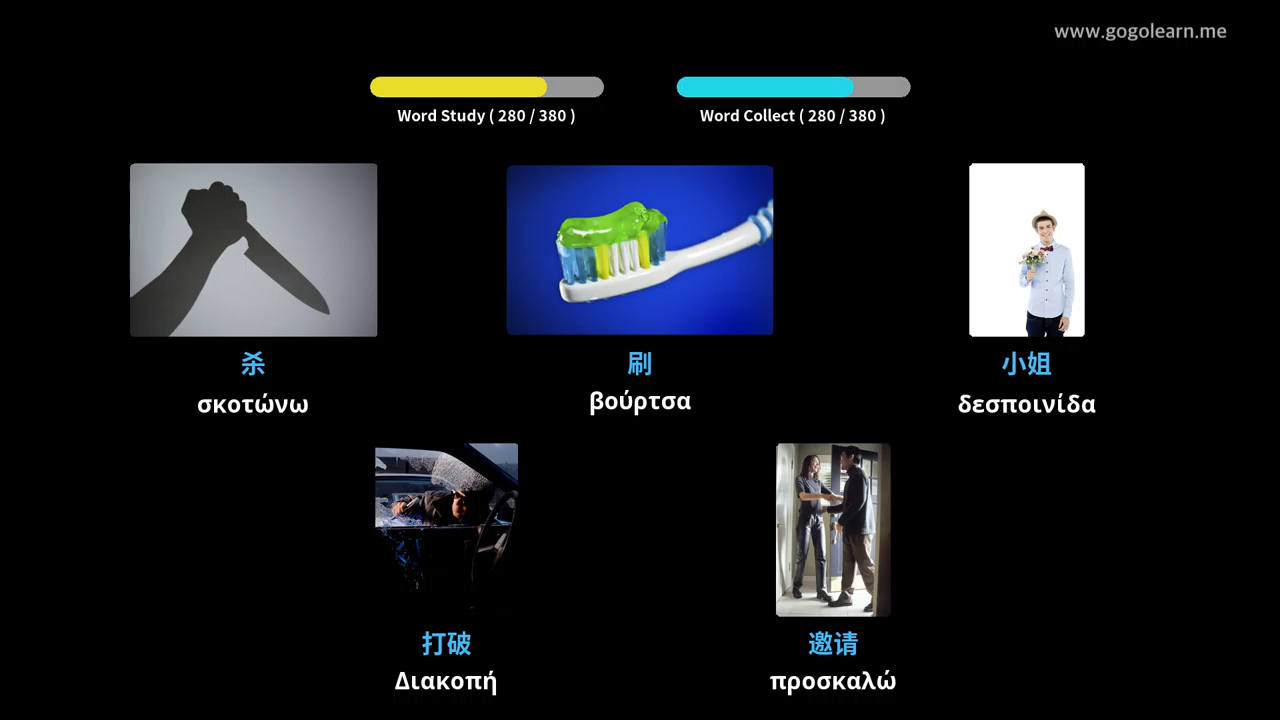 www.gogolearn.me
Word Study ( 280 / 380 )
Word Collect ( 280 / 380 )
杀
σκοτώνω
刷
βούρτσα
小姐
δεσποινίδα
打破
Διακοπή
邀请
προσκαλώ